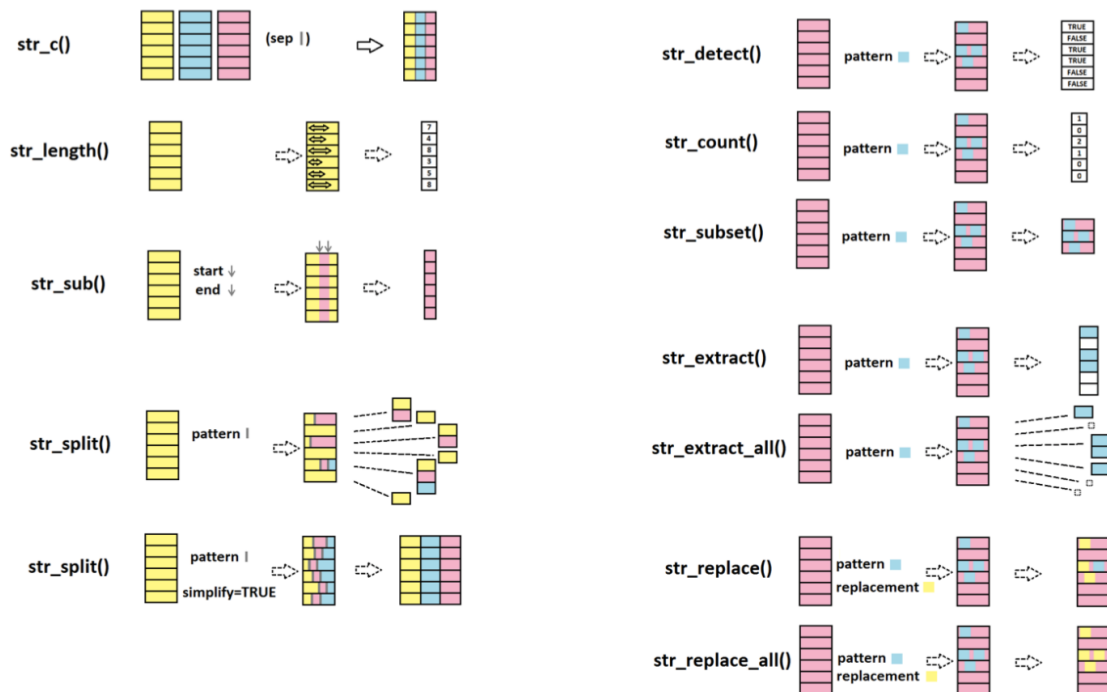 str_c()
(sep |)
str_length()
7
4
8
3
5
8
str_sub()
start ↓
end ↓
str_split()
pattern |
str_split()
pattern |
simplify=TRUE
str_detect()
pattern
TRUE
FALSE
TRUE
TRUE
FALSE
FALSE
str_count()
pattern
1
0
2
1
0
0
str_subset()
pattern
str_extract()
pattern
str_extract_all()
pattern
str_replace()
pattern
replacement
str_replace_all()
pattern
replacement